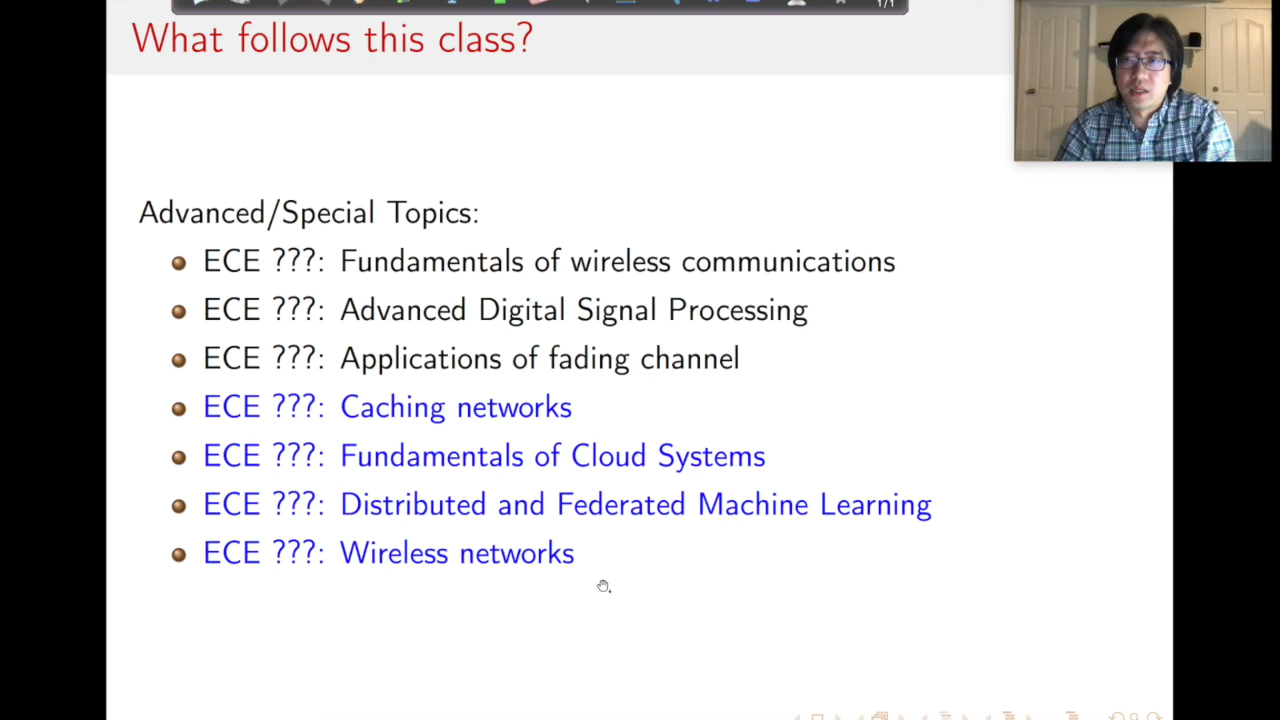 1/1
What follows this class?
Advanced/Special Topics:
ECE ???: Fundamentals of wireless communications
ECE ???: Advanced Digital Signal Processing
ECE ???: Applications of fading channel
ECE ???: Caching networks
ECE ???: Fundamentals of Cloud Systems
ECE ???: Distributed and Federated Machine Learning
ECE ???: Wireless networks